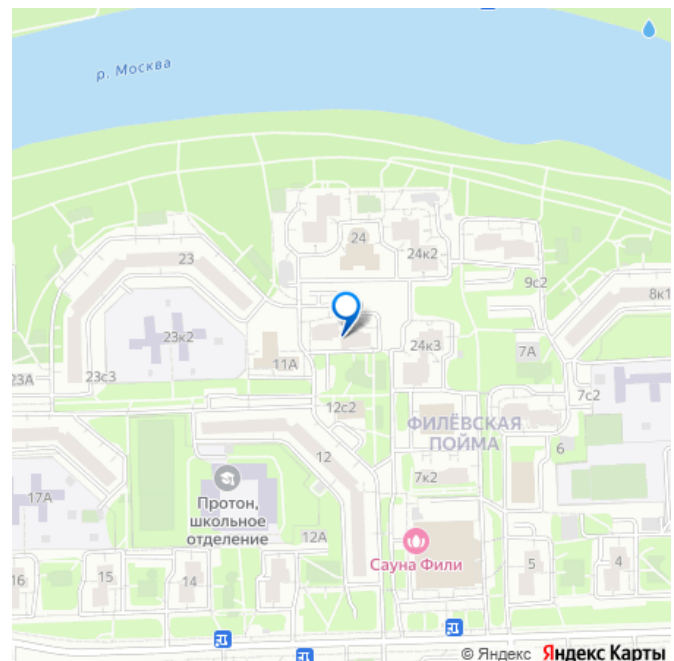 р. Москва
24
24к2
23
9с2
8к1
23к2
24к3
7А
11А
23А
23с3
7с2
12с2
ФИЛЁВСКАЯ
ПОЙМА
6
12
7к2
17А
Протон,
школьное
отделение
12А
Сауна Фили
16
15
14
5
4
© Яндекс Яндекс Карты